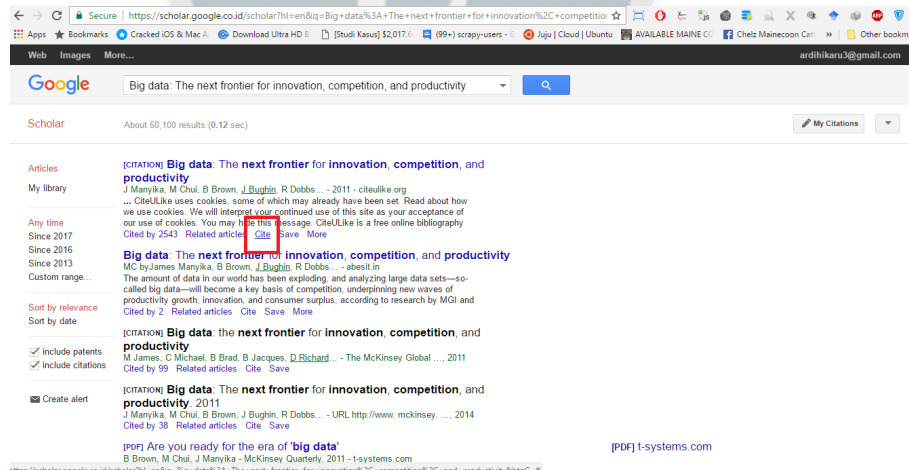 Secure | https://scholar.google.co.id/scholar?hl=en&q=Big+data%3A+The+next+frontier+for+innovation%2C+competitio
Apps Bookmarks Cracked iOS & Mac A Download Ultra HD B [Studi Kasus] $2,017.6 (99+) scrapy-users - G Juju | Cloud | Ubuntu AVAILABLE MAINE CO Chelz Mainecoon Catt » Other bookm
Web Images More... ardihikaru3@gmail.com
Google Big data: The next frontier for innovation, competition, and productivity
Scholar About 60,100 results (0.12 sec) My Citations
Articles
My library
Any time
Since 2017
Since 2016
Since 2013
Custom range...
Sort by relevance
Sort by date
include patents
include citations
Create alert
[CITATION] Big data: The next frontier for innovation, competition, and
productivity
J Manyika, M Chui, B Brown, J Bughin, R Dobbs... - 2011 - citeulike.org
... CiteULike uses cookies, some of which may already have been set. Read about how
we use cookies. We will interpret your continued use of this site as your acceptance of
our use of cookies. You may hide this message. CiteULike is a free online bibliography
Cited by 2543 Related articles Cite Save More
Big data: The next frontier for innovation, competition, and productivity
MC byJames Manyika, B Brown, J Bughin, R Dobbs... - abesit.in
The amount of data in our world has been exploding, and analyzing large data sets—so-
called big data—will become a key basis of competition, underpinning new waves of
productivity growth, innovation, and consumer surplus, according to research by MGI and
Cited by 2 Related articles Cite Save More
[CITATION] Big data: the next frontier for innovation, competition, and
productivity
M James, C Michael, B Brad, B Jacques, D Richard... - The McKinsey Global ..., 2011
Cited by 99 Related articles Cite Save
[CITATION] Big data: The next frontier for innovation, competition, and
productivity. 2011
J Manyika, M Chui, B Brown, J Bughin, R Dobbs... - URL http://www. mckinsey. ..., 2014
Cited by 38 Related articles Cite Save
[PDF] Are you ready for the era of 'big data'
B Brown, M Chui, J Manyika - McKinsey Quarterly, 2011 - t-systems.com
[PDF] t-systems.com